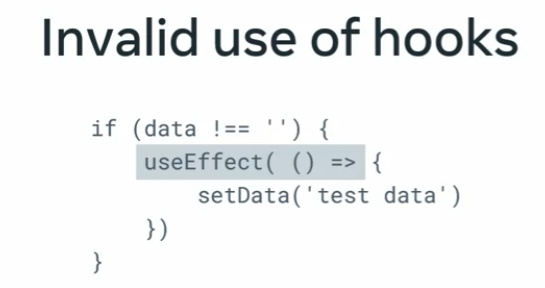 Invalid use of hooks
if (data !== '') {
useEffect( () => {
setData('test data')
})
}